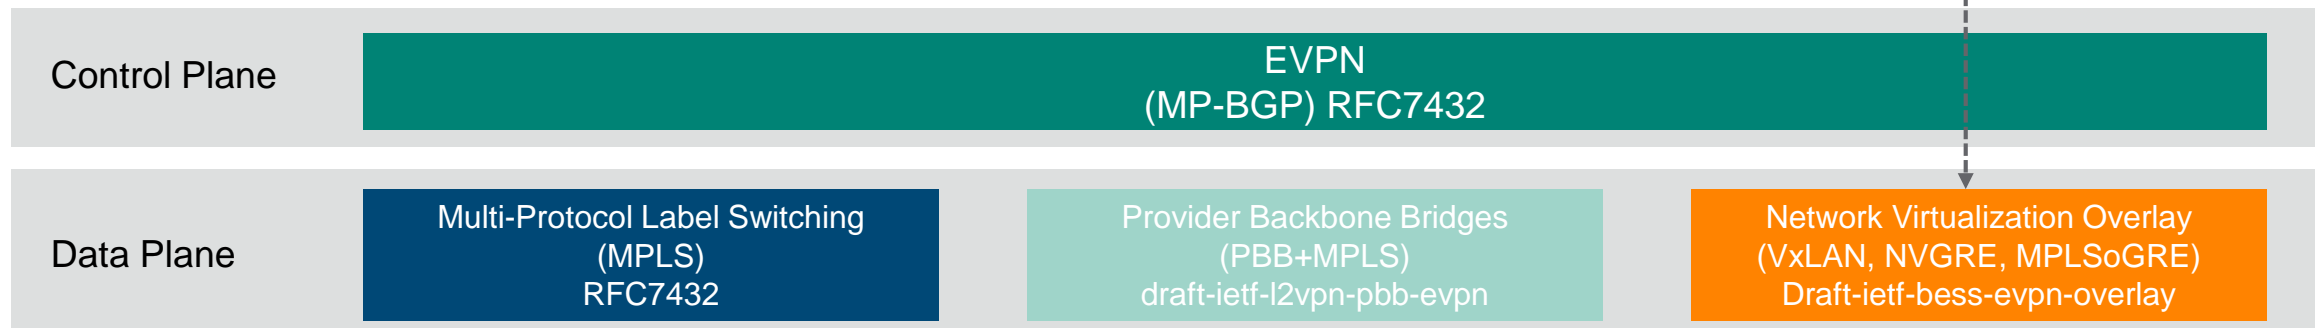 Control Plane
EVPN
(MP-BGP) RFC7432
Data Plane
Multi-Protocol Label Switching
(MPLS)
RFC7432
Provider Backbone Bridges
(PBB+MPLS)
draft-ietf-l2vpn-pbb-evpn
Network Virtualization Overlay
(VxLAN, NVGRE, MPLSoGRE)
Draft-ietf-bess-evpn-overlay